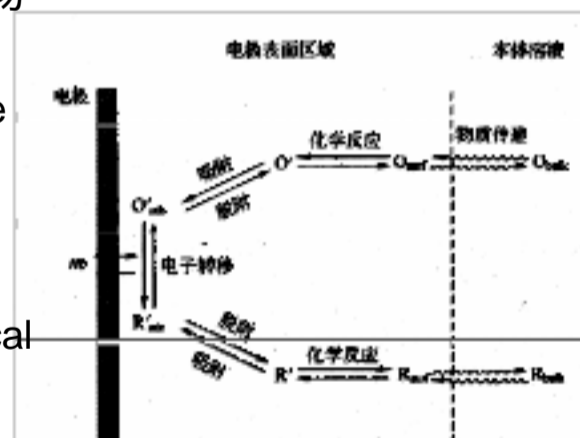 电极表面区域 本体溶液
电极
e
化学反应 物质传递
吸附 O' O_surf O_bulk
脱附
O'_ads
ne 电子转移
R'_ads
cal
脱附
吸附 化学反应
R' R_surf R_bulk